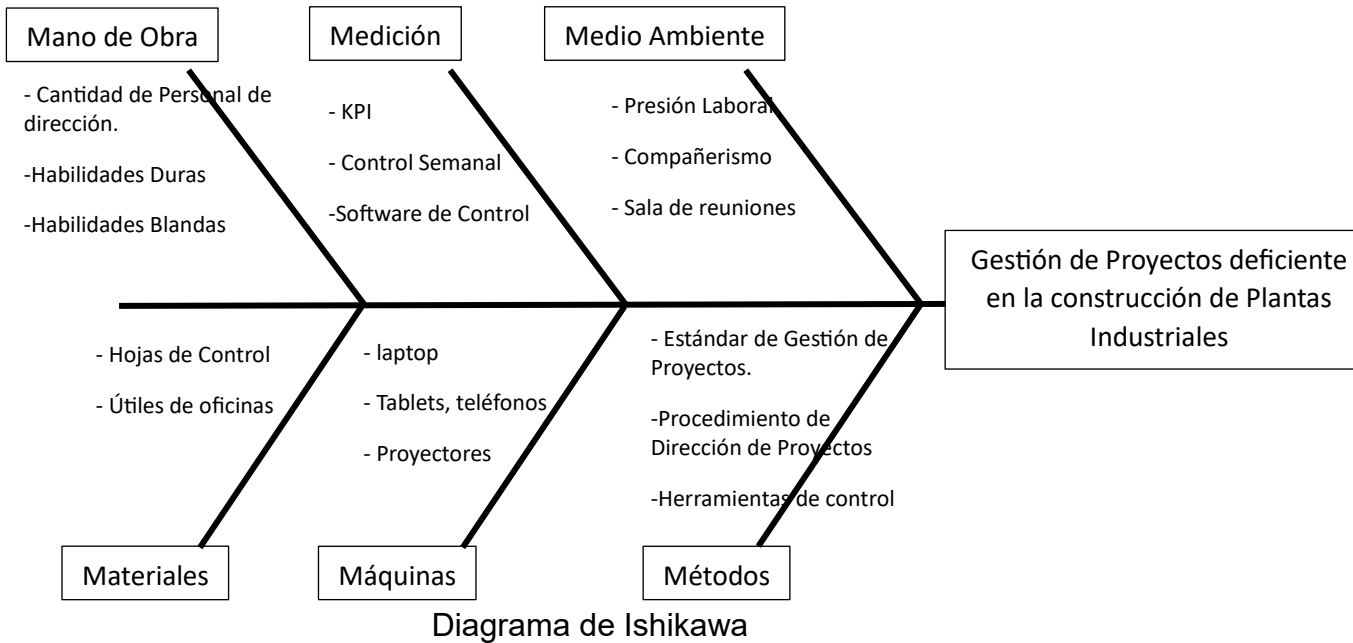 Mano de Obra
- Cantidad de Personal de
dirección.
-Habilidades Duras
-Habilidades Blandas
Medición
- KPI
- Control Semanal
-Software de Control
Medio Ambiente
- Presión Laboral
- Compañerismo
- Sala de reuniones
Gestión de Proyectos deficiente
en la construcción de Plantas
Industriales
- Hojas de Control
- Útiles de oficinas
Materiales
- laptop
- Tablets, teléfonos
- Proyectores
Máquinas
- Estándar de Gestión de
Proyectos.
-Procedimiento de
Dirección de Proyectos
-Herramientas de control
Métodos
Diagrama de Ishikawa